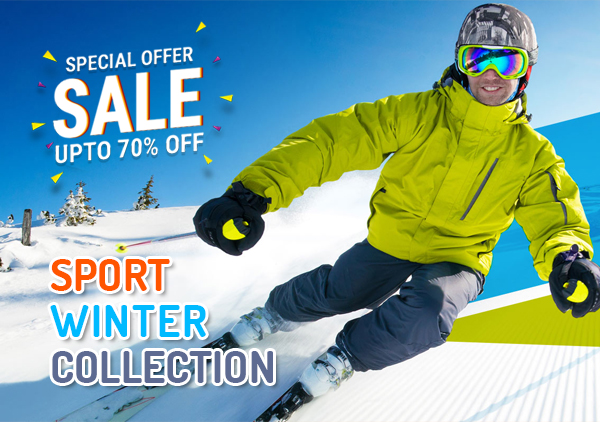 SPECIAL OFFER
SALE
UPTO 70% OFF
SPORT
WINTER
COLLECTION